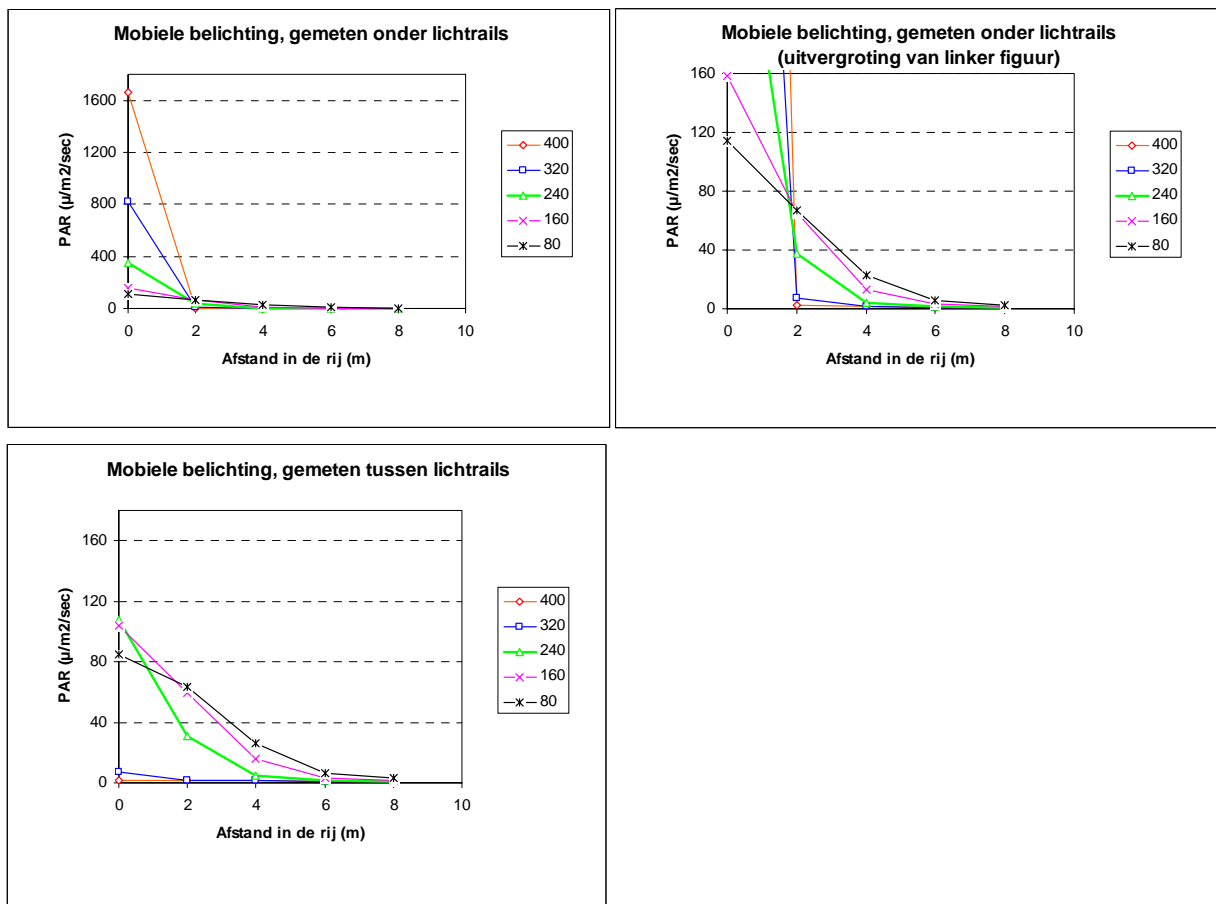 Mobiele belichting, gemeten onder lichtrails
1600
1200
800
400
0
PAR (µ/m2/sec)
0 2 4 6 8 10
Afstand in de rij (m)
400
320
240
160
80
Mobiele belichting, gemeten onder lichtrails
(uitvergroting van linker figuur)
160
120
80
40
0
PAR (µ/m2/sec)
0 2 4 6 8 10
Afstand in de rij (m)
400
320
240
160
80
Mobiele belichting, gemeten tussen lichtrails
160
120
80
40
0
PAR (µ/m2/sec)
0 2 4 6 8 10
Afstand in de rij (m)
400
320
240
160
80